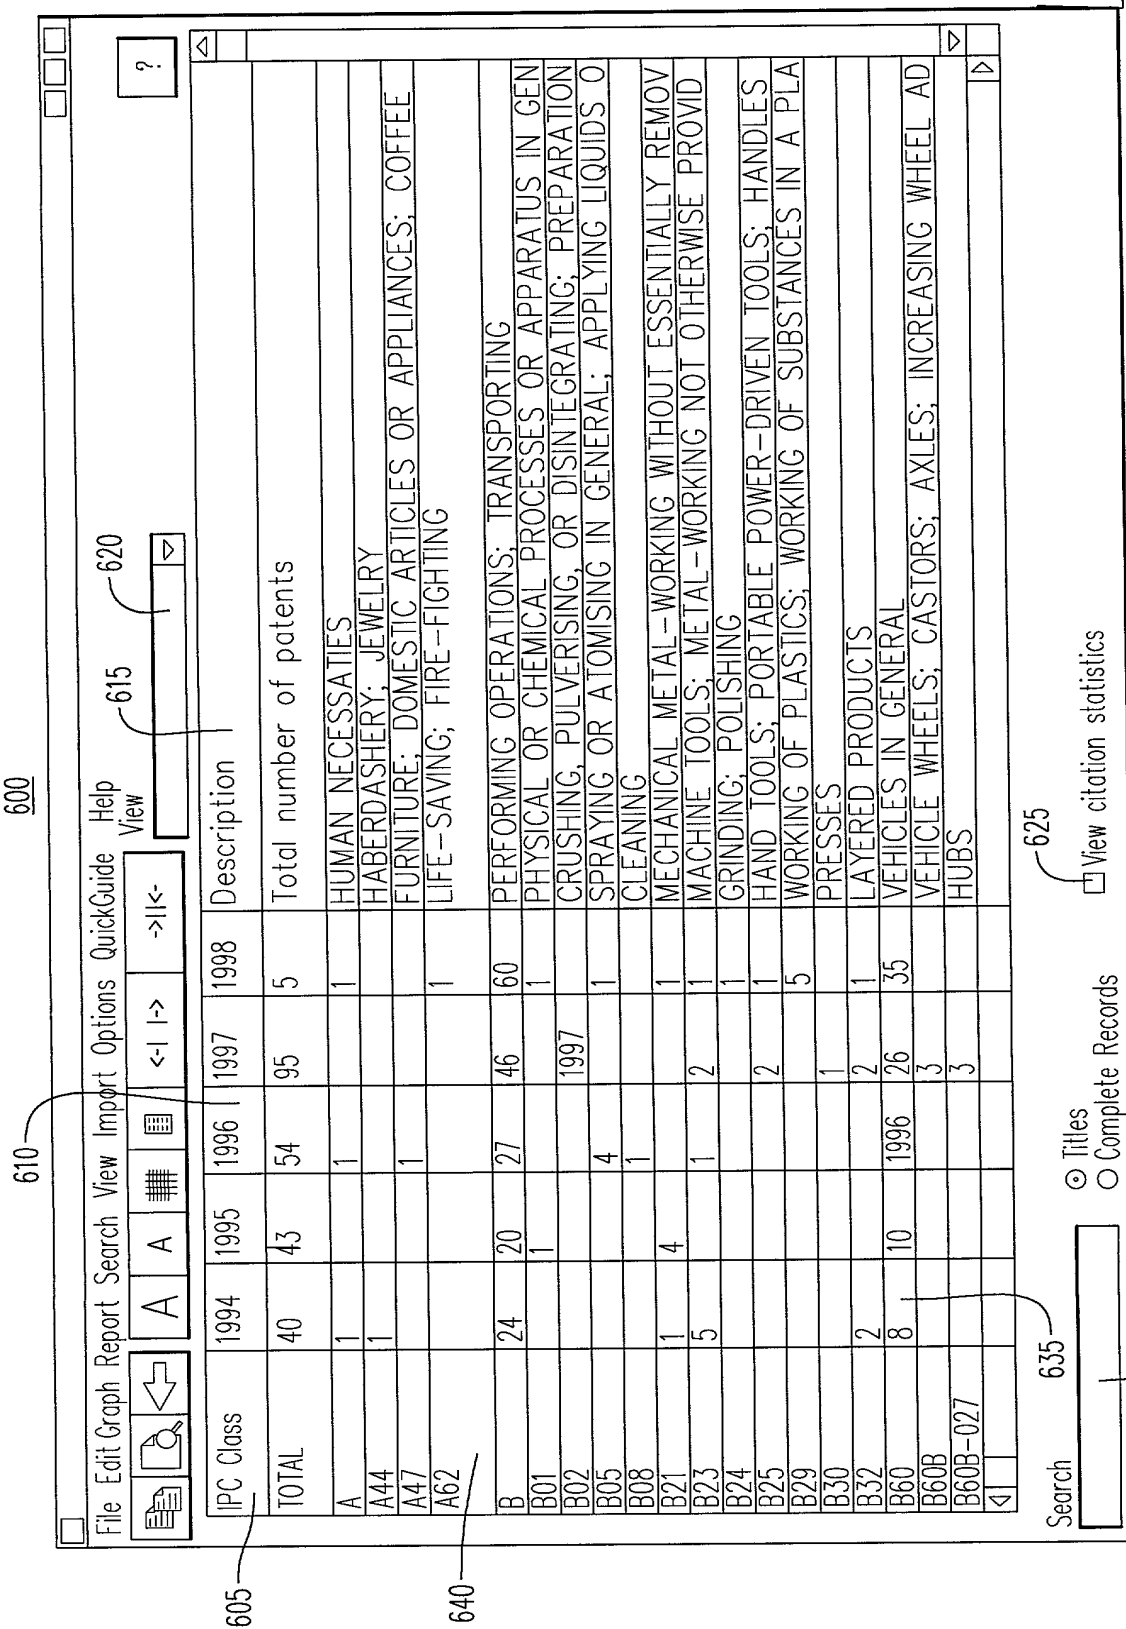 600
File Edit Graph Report Search View Import Options QuickGuide Help
View
A A <-| |-> ->||<- ?
610
615
620
IPC Class 1994 1995 1996 1997 1998 Description
TOTAL 40 43 54 95 5 Total number of patents
A 1 1 1 HUMAN NECESSATIES
A44 1 HABERDASHERY; JEWELRY
A47 1 FURNITURE; DOMESTIC ARTICLES OR APPLIANCES; COFFEE
A62 1 LIFE-SAVING; FIRE-FIGHTING
B 24 20 27 46 60 PERFORMING OPERATIONS; TRANSPORTING
B01 1 1 PHYSICAL OR CHEMICAL PROCESSES OR APPARATUS IN GEN
B02 1997 CRUSHING, PULVERISING, OR DISINTEGRATING; PREPARATION
B05 4 1 SPRAYING OR ATOMISING IN GENERAL; APPLYING LIQUIDS O
B08 1 CLEANING
B21 1 4 1 MECHANICAL METAL-WORKING WITHOUT ESSENTIALLY REMOV
B23 5 1 2 1 MACHINE TOOLS; METAL-WORKING NOT OTHERWISE PROVID
B24 1 GRINDING; POLISHING
B25 2 1 HAND TOOLS; PORTABLE POWER-DRIVEN TOOLS; HANDLES
B29 5 WORKING OF PLASTICS; WORKING OF SUBSTANCES IN A PLA
B30 1 PRESSES
B32 2 2 1 LAYERED PRODUCTS
B60 8 10 1996 26 35 VEHICLES IN GENERAL
B60B 3 VEHICLE WHEELS; CASTORS; AXLES; INCREASING WHEEL AD
B60B-027 3 HUBS
605
640
635
625
Search
Titles
Complete Records
View citation statistics